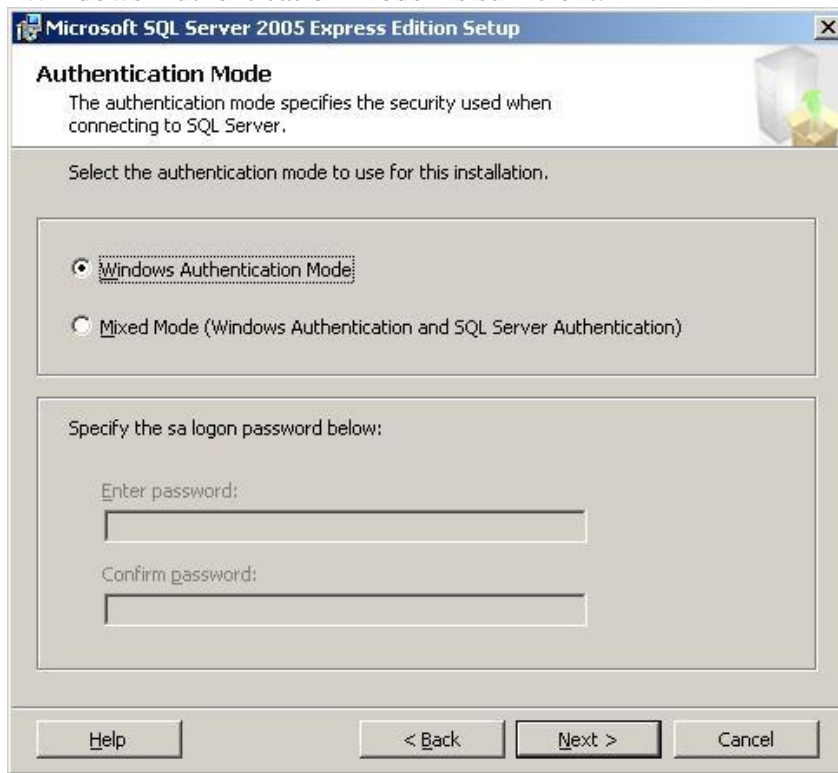 Microsoft SQL Server 2005 Express Edition Setup
Authentication Mode
The authentication mode specifies the security used when
connecting to SQL Server.
Select the authentication mode to use for this installation.
Windows Authentication Mode
Mixed Mode (Windows Authentication and SQL Server Authentication)
Specify the sa logon password below:
Enter password:
Confirm password:
Help
< Back
Next >
Cancel